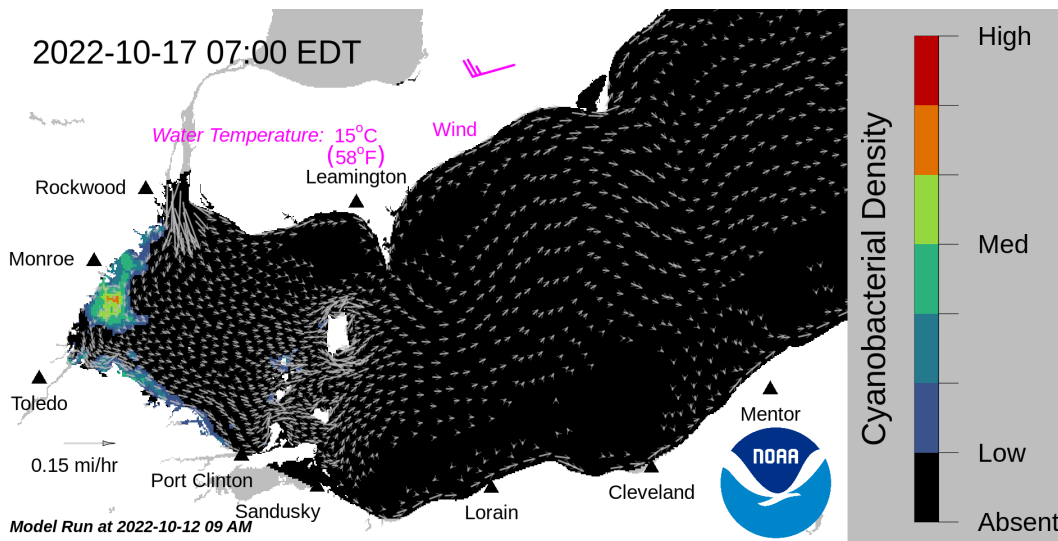 2022-10-17 07:00 EDT
Wind
Water Temperature: 15°C
(58°F)
Leamington
Rockwood
Monroe
Toledo
0.15 mi/hr
Port Clinton
Sandusky
Lorain
Cleveland
Mentor
NOAA
Model Run at 2022-10-12 09 AM
Cyanobacterial Density
High
Med
Low
Absent